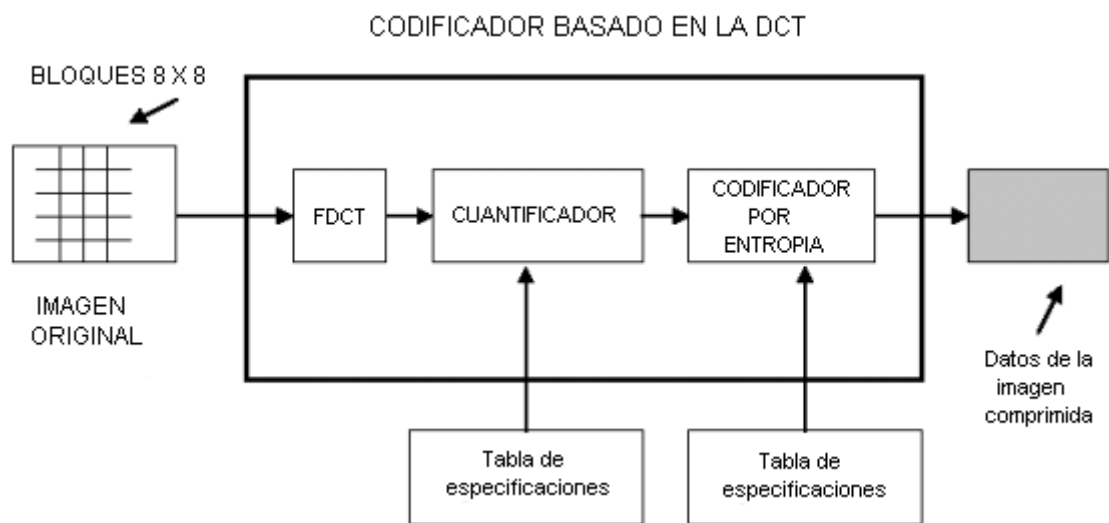 CODIFICADOR BASADO EN LA DCT
BLOQUES 8 X 8
FDCT
CUANTIFICADOR
CODIFICADOR
POR
ENTROPIA
IMAGEN
ORIGINAL
Datos de la
imagen
comprimida
Tabla de
especificaciones
Tabla de
especificaciones